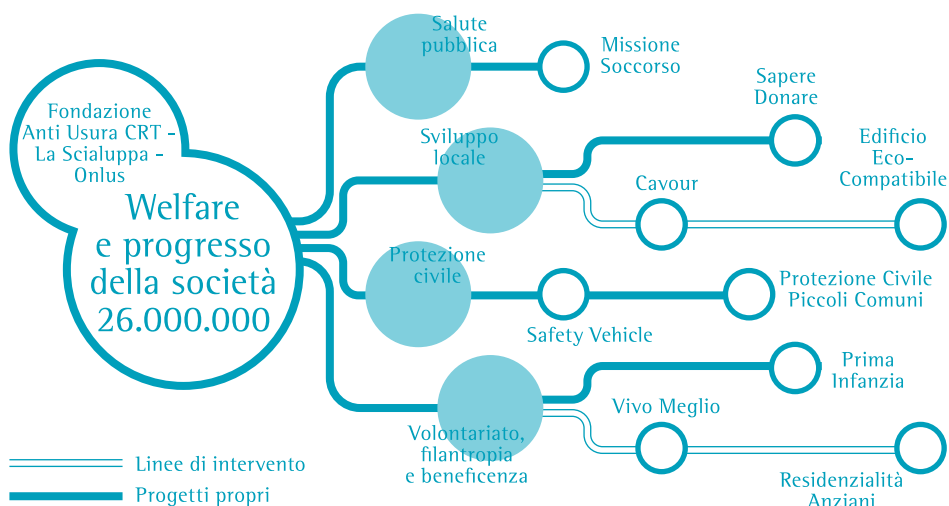 Fondazione
Anti Usura CRT -
La Scialuppa -
Onlus
Welfare
e progresso
della società
26.000.000
Salute
pubblica
Missione
Soccorso
Sviluppo
locale
Sapere
Donare
Cavour
Edificio
Eco-
Compatibile
Protezione
civile
Safety Vehicle
Protezione Civile
Piccoli Comuni
Volontariato,
filantropia
e beneficenza
Prima
Infanzia
Vivo Meglio
Residenzialità
Anziani
Linee di intervento
Progetti propri